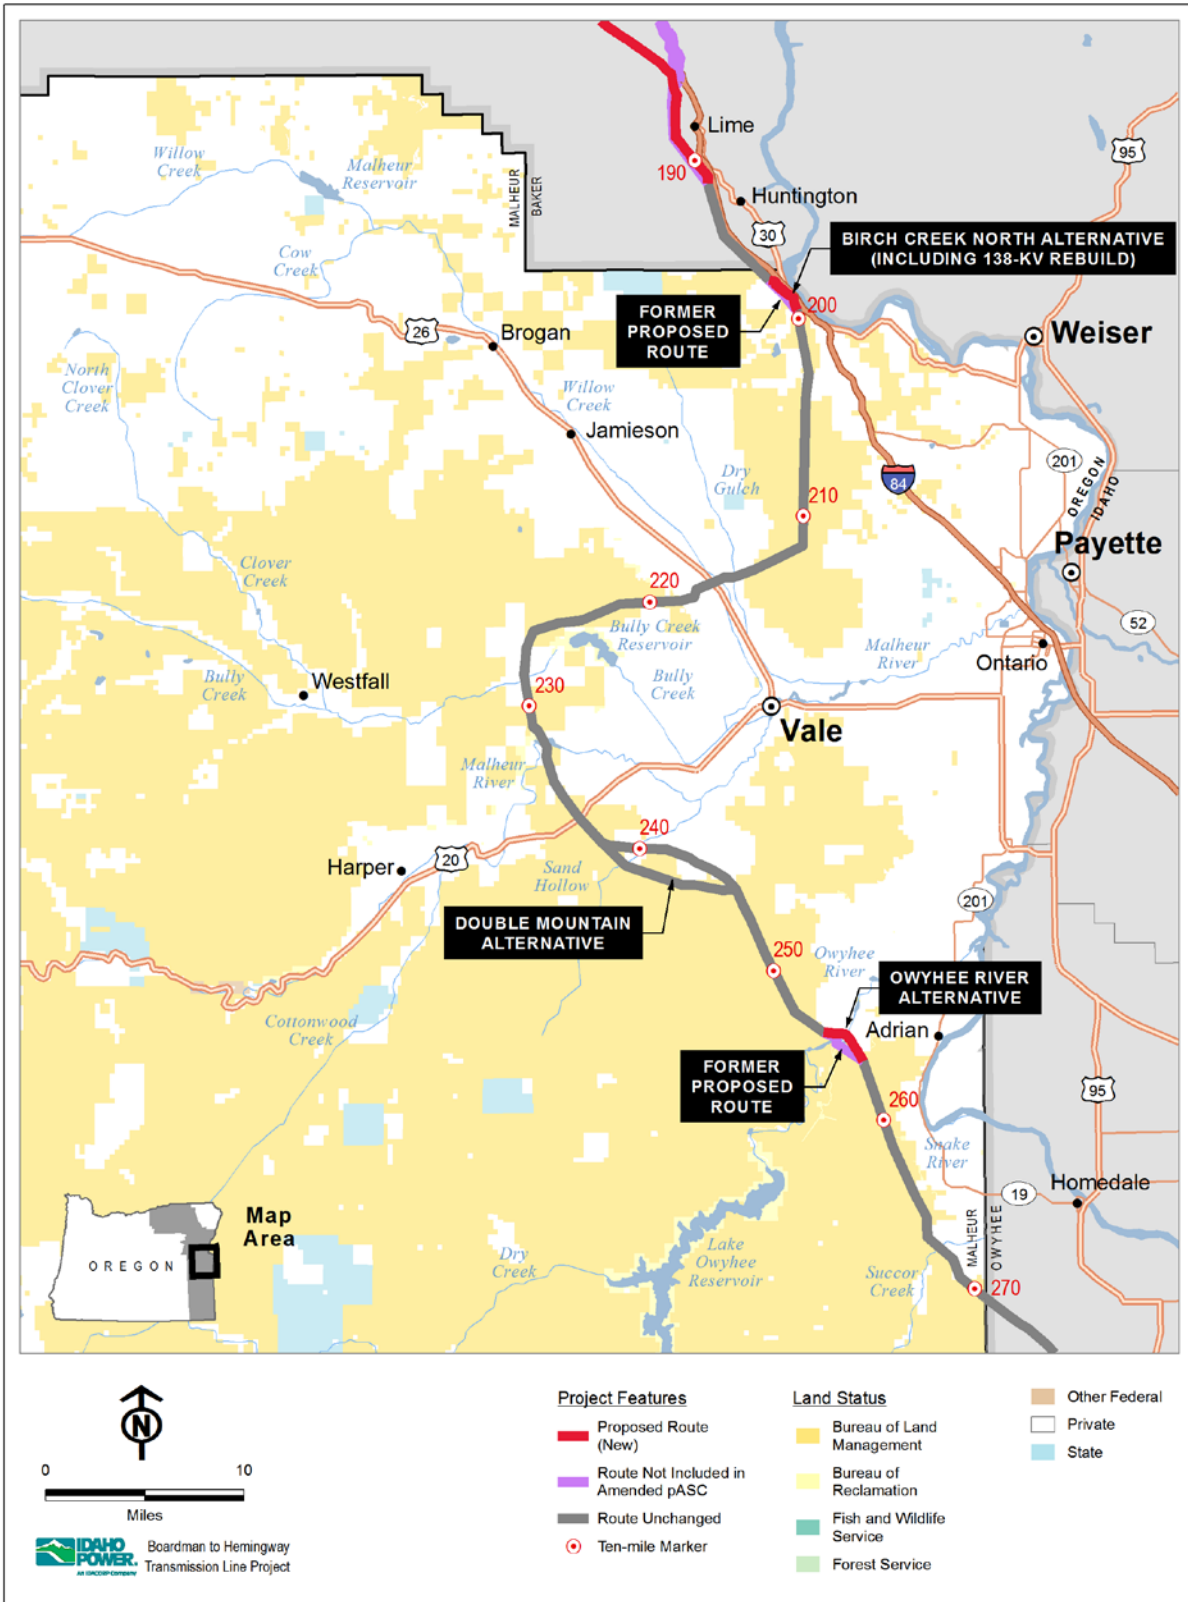 Lime
95
190
Willow
Creek
Malheur
Reservoir
MALHEUR
BAKER
Huntington
30
BIRCH CREEK NORTH ALTERNATIVE
(INCLUDING 138-KV REBUILD)
Cow
Creek
FORMER
PROPOSED
ROUTE
200
26
Brogan
Weiser
North
Clover
Creek
Willow
Creek
Jamieson
Dry
Gulch
201
OREGON
IDAHO
84
210
Payette
Clover
Creek
220
Bully Creek
Reservoir
52
Malheur
River
Ontario
Bully
Creek
Westfall
Bully
Creek
230
Vale
Malheur
River
240
Harper
20
Sand
Hollow
201
DOUBLE MOUNTAIN
ALTERNATIVE
250
Owyhee
River
OWYHEE RIVER
ALTERNATIVE
Cottonwood
Creek
Adrian
FORMER
PROPOSED
ROUTE
95
260
Snake
River
19
Homedale
Map
Area
OREGON
MALHEUR
OWYHEE
Dry
Creek
Lake
Owyhee
Reservoir
Succor
Creek
270
N
0 10
Miles
IDAHO
POWER.
An IDACORP Company
Boardman to Hemingway
Transmission Line Project
Project Features
Proposed Route
(New)
Route Not Included in
Amended pASC
Route Unchanged
Ten-mile Marker
Land Status
Bureau of Land
Management
Bureau of
Reclamation
Fish and Wildlife
Service
Forest Service
Other Federal
Private
State